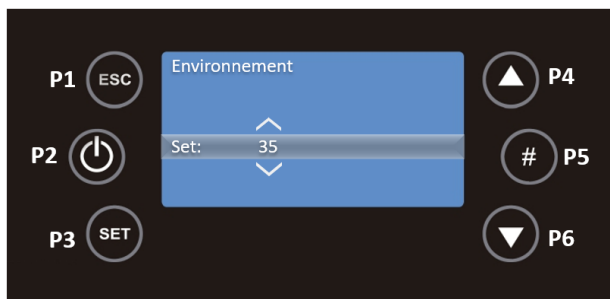 P1 ESC
Environnement
P4
P2
Set: 35
# P5
P3 SET
P6